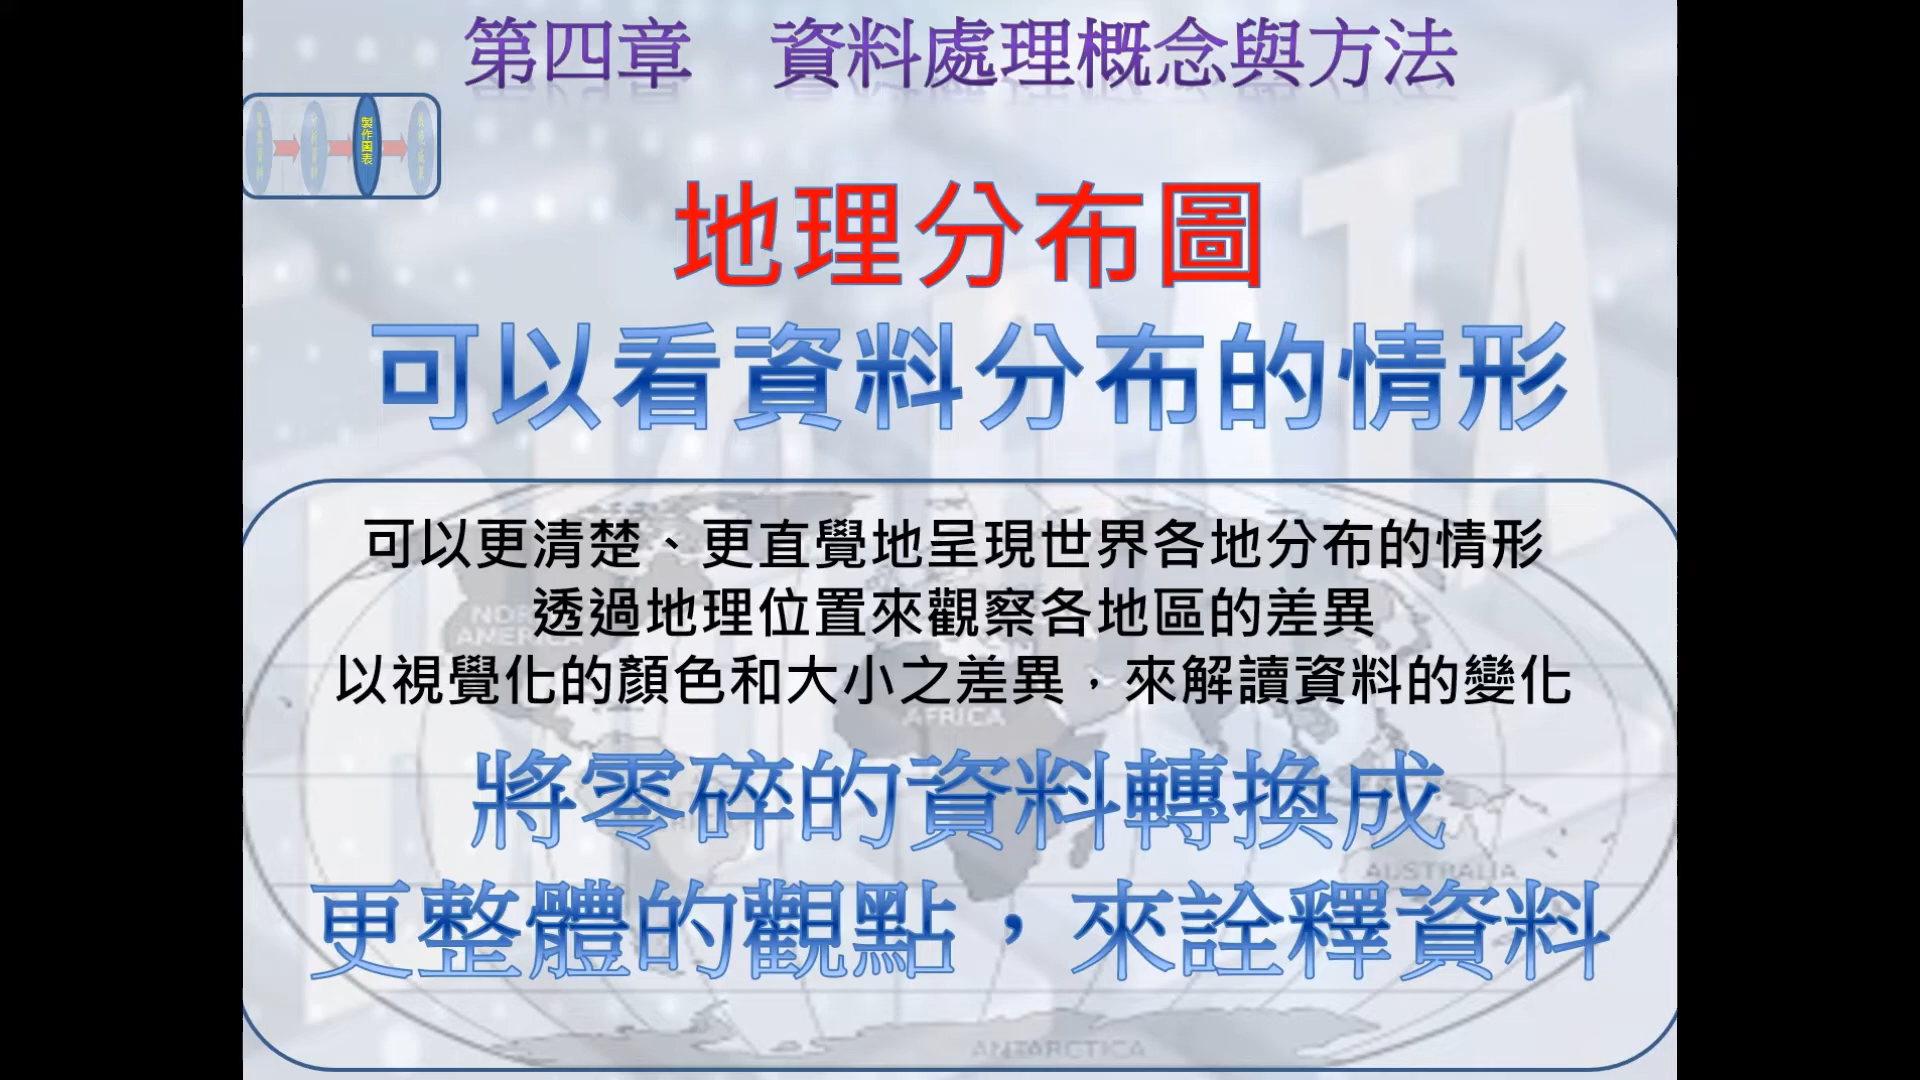 第四章　資料處理概念與方法
製作圖表
地理分布圖
可以看資料分布的情形
可以更清楚、更直覺地呈現世界各地分布的情形
透過地理位置來觀察各地區的差異
以視覺化的顏色和大小之差異，來解讀資料的變化
將零碎的資料轉換成
更整體的觀點，來詮釋資料
AFRICA
AUSTRALIA
ANTARCTICA